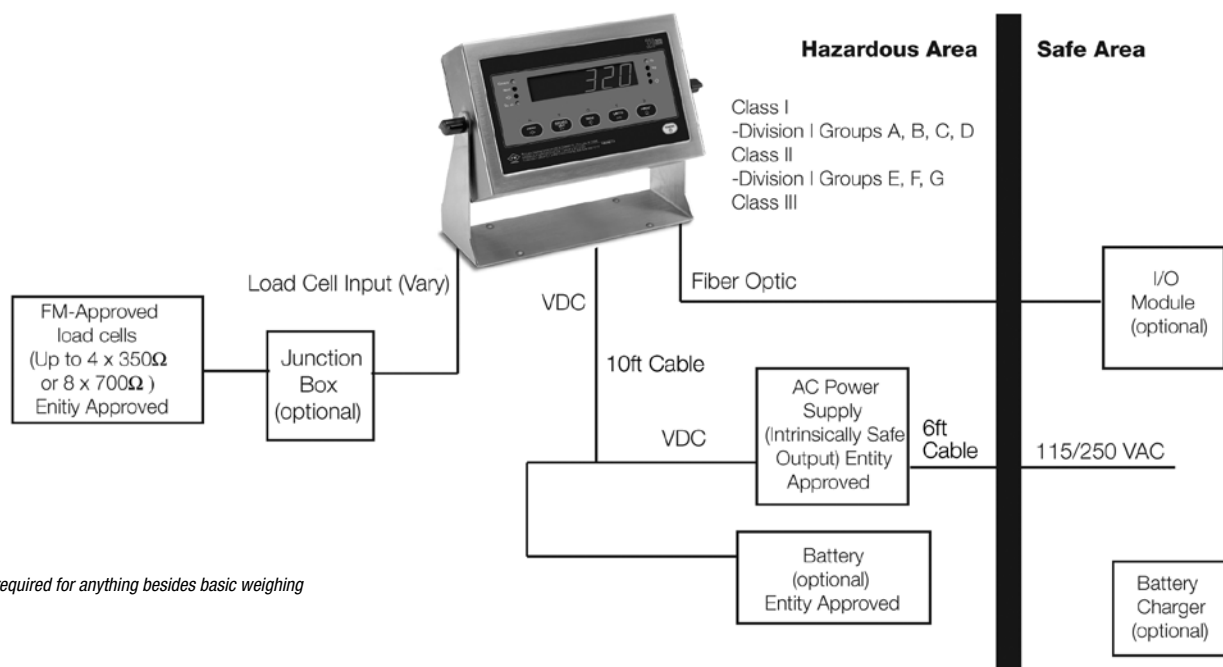 Hazardous Area
Safe Area
320
Class I
-Division I Groups A, B, C, D
Class II
-Division I Groups E, F, G
Class III
Load Cell Input (Vary)
VDC
Fiber Optic
I/O
Module
(optional)
FM-Approved
load cells
(Up to 4 x 350Ω
or 8 x 700Ω )
Enitiy Approved
Junction
Box
(optional)
10ft Cable
VDC
AC Power
Supply
(Intrinsically Safe
Output) Entity
Approved
6ft
Cable
115/250 VAC
Battery
(optional)
Entity Approved
equired for anything besides basic weighing
Battery
Charger
(optional)